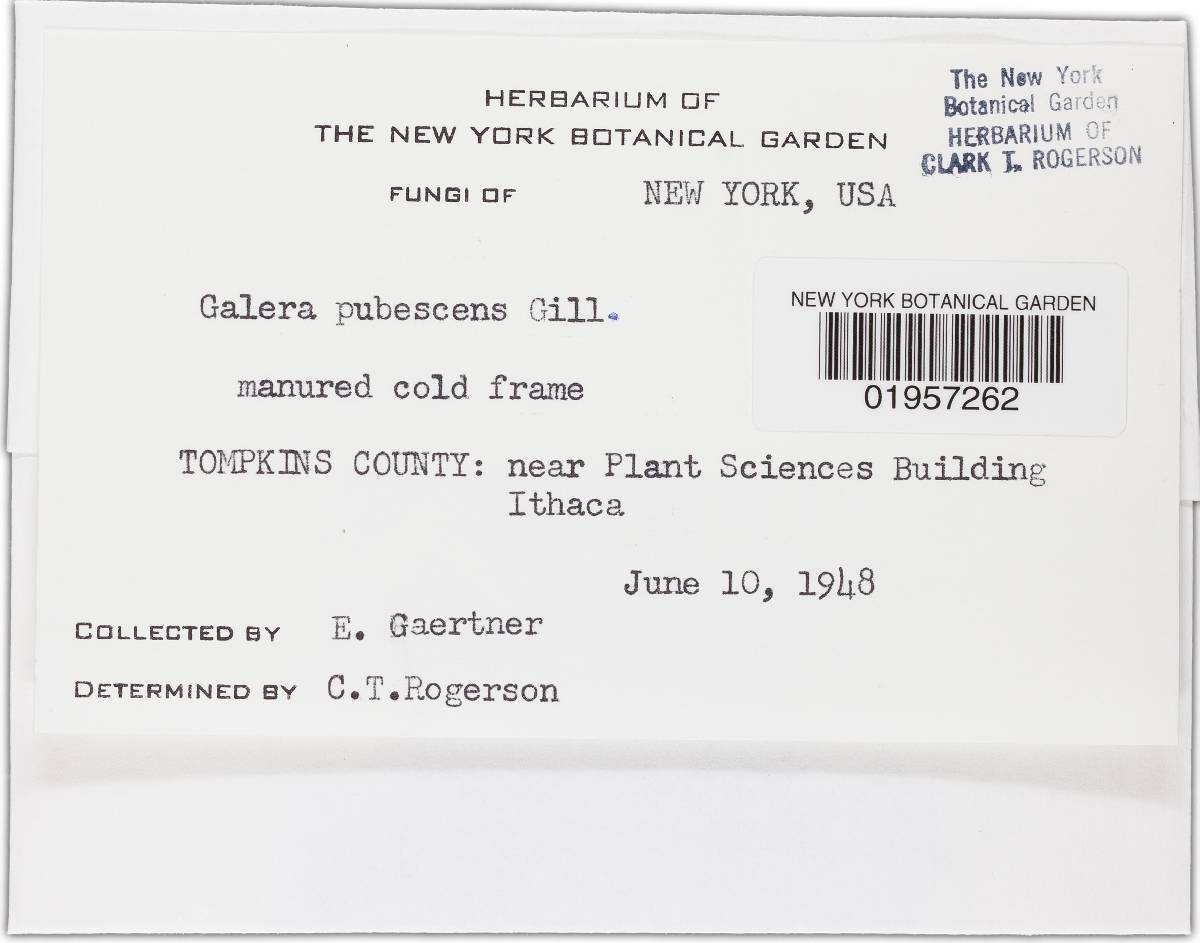 HERBARIUM OF
THE NEW YORK BOTANICAL GARDEN
The New York
Botanical Garden
HERBARIUM OF
CLARK T. ROGERSON
FUNGI OF NEW YORK, USA
Galera pubescens Gill.
NEW YORK BOTANICAL GARDEN
01957262
manured cold frame
TOMPKINS COUNTY: near Plant Sciences Building
Ithaca
June 10, 1948
COLLECTED BY E. Gaertner
DETERMINED BY C.T.Rogerson